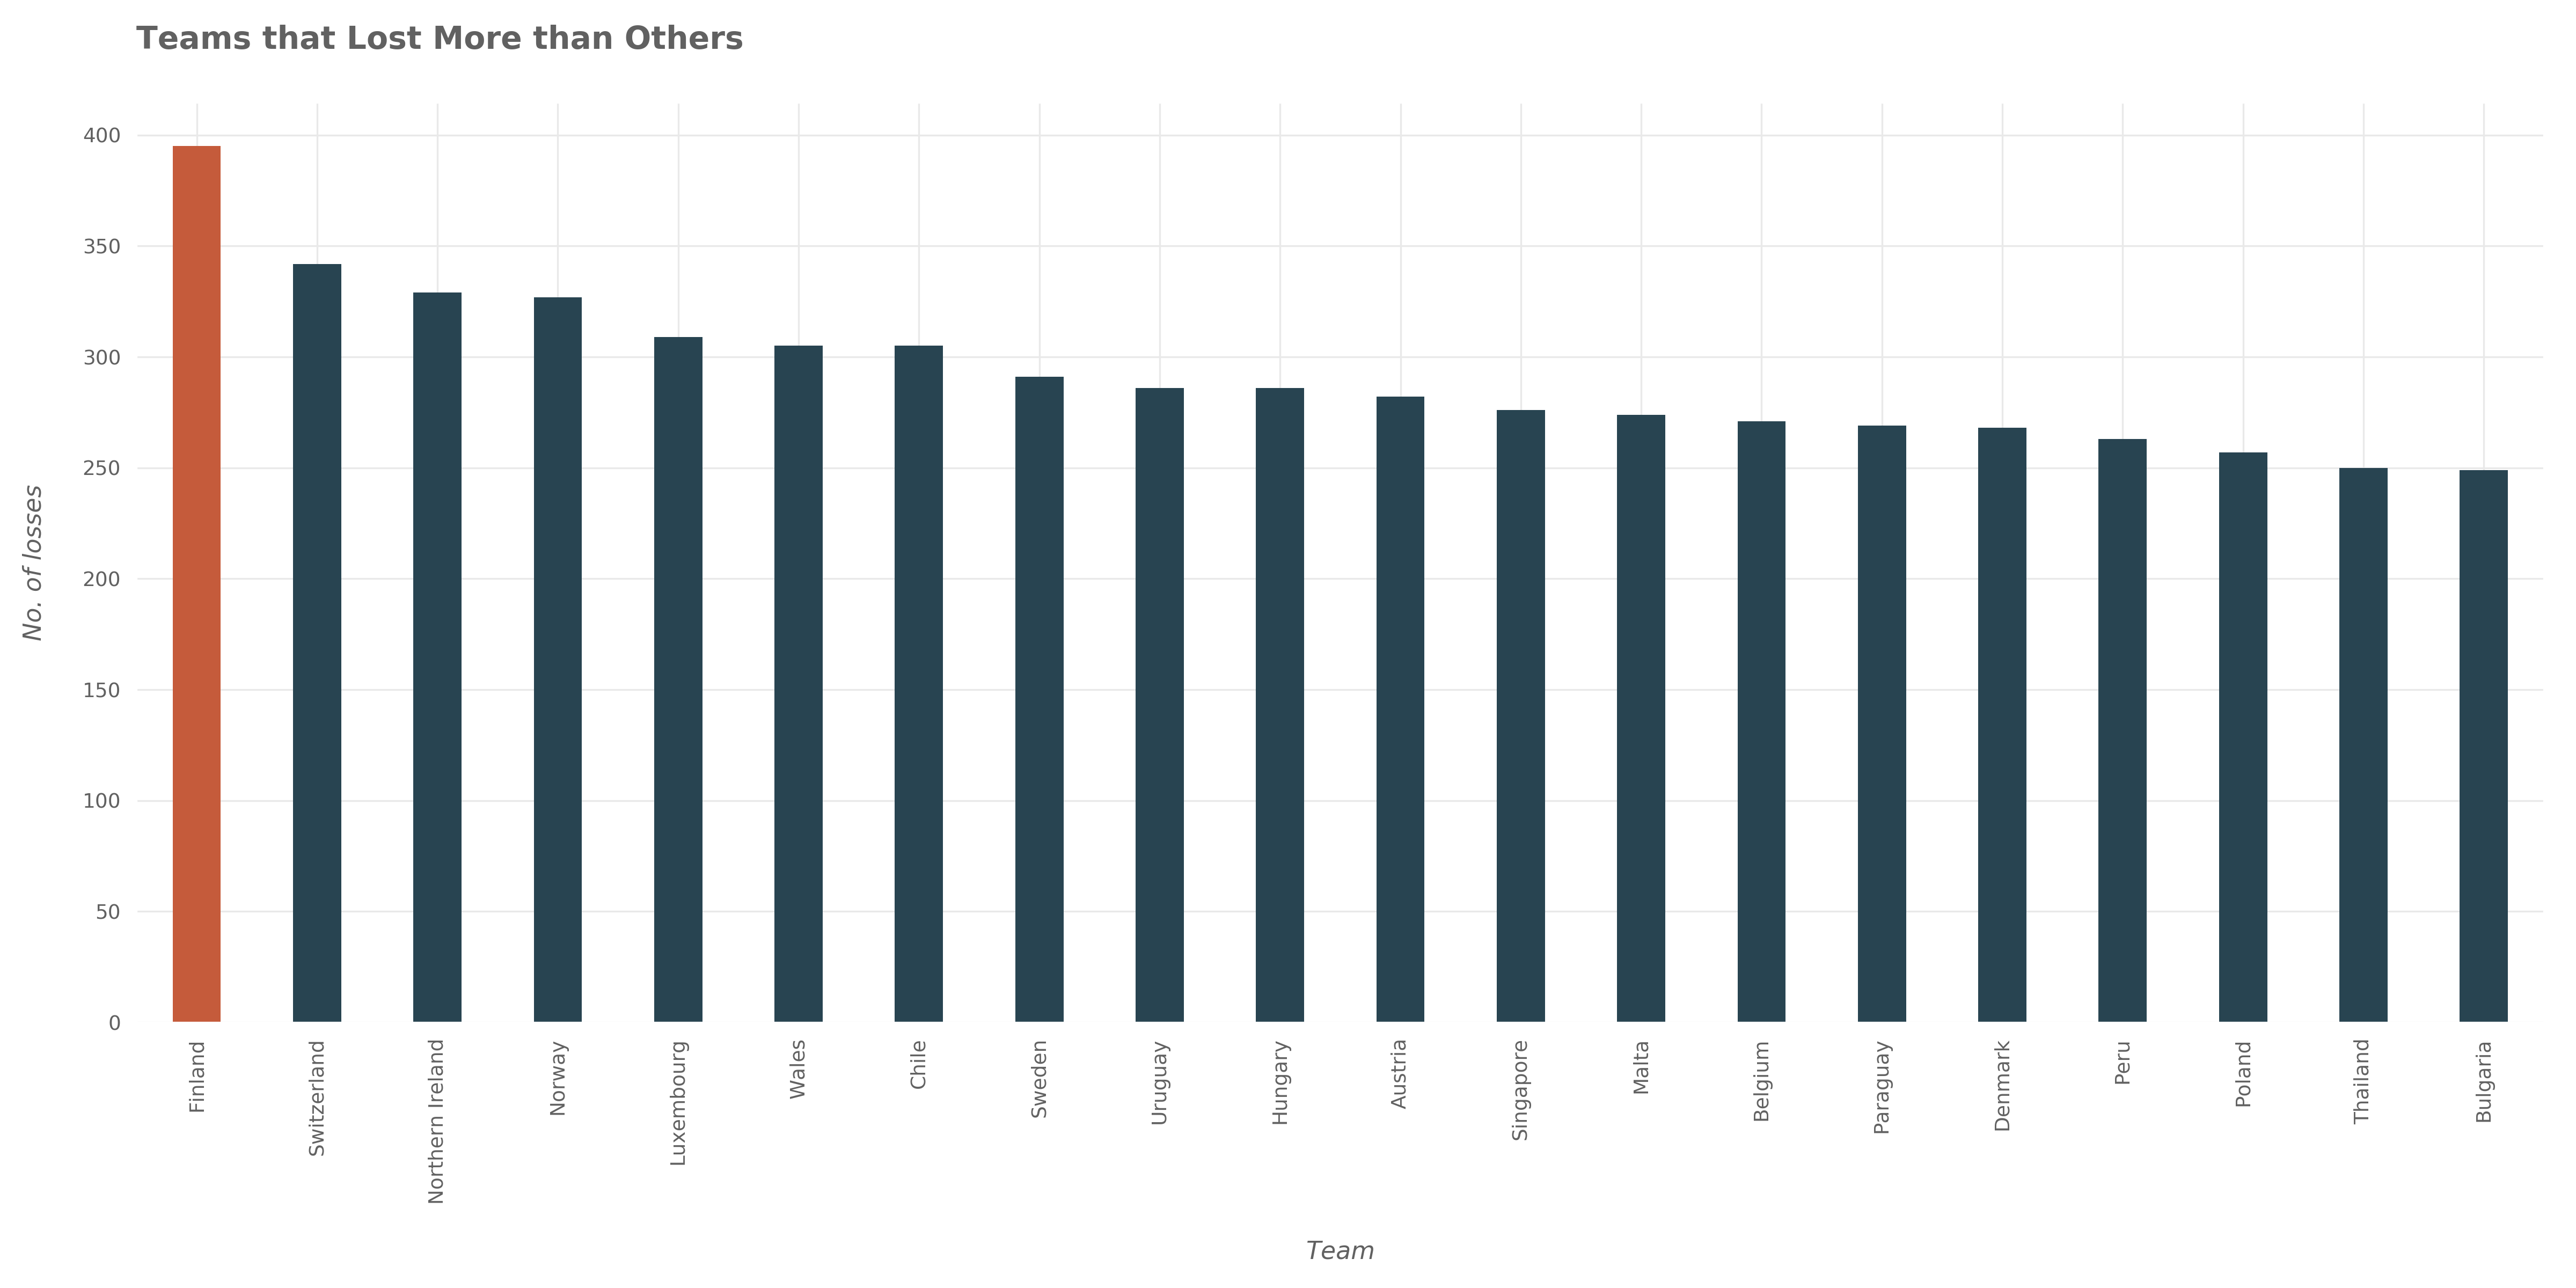 Teams that Lost More than Others
400
350
300
250
200
150
100
50
0
No. of losses
Finland
Switzerland
Northern Ireland
Norway
Luxembourg
Wales
Chile
Sweden
Uruguay
Hungary
Austria
Singapore
Malta
Belgium
Paraguay
Denmark
Peru
Poland
Thailand
Bulgaria
Team